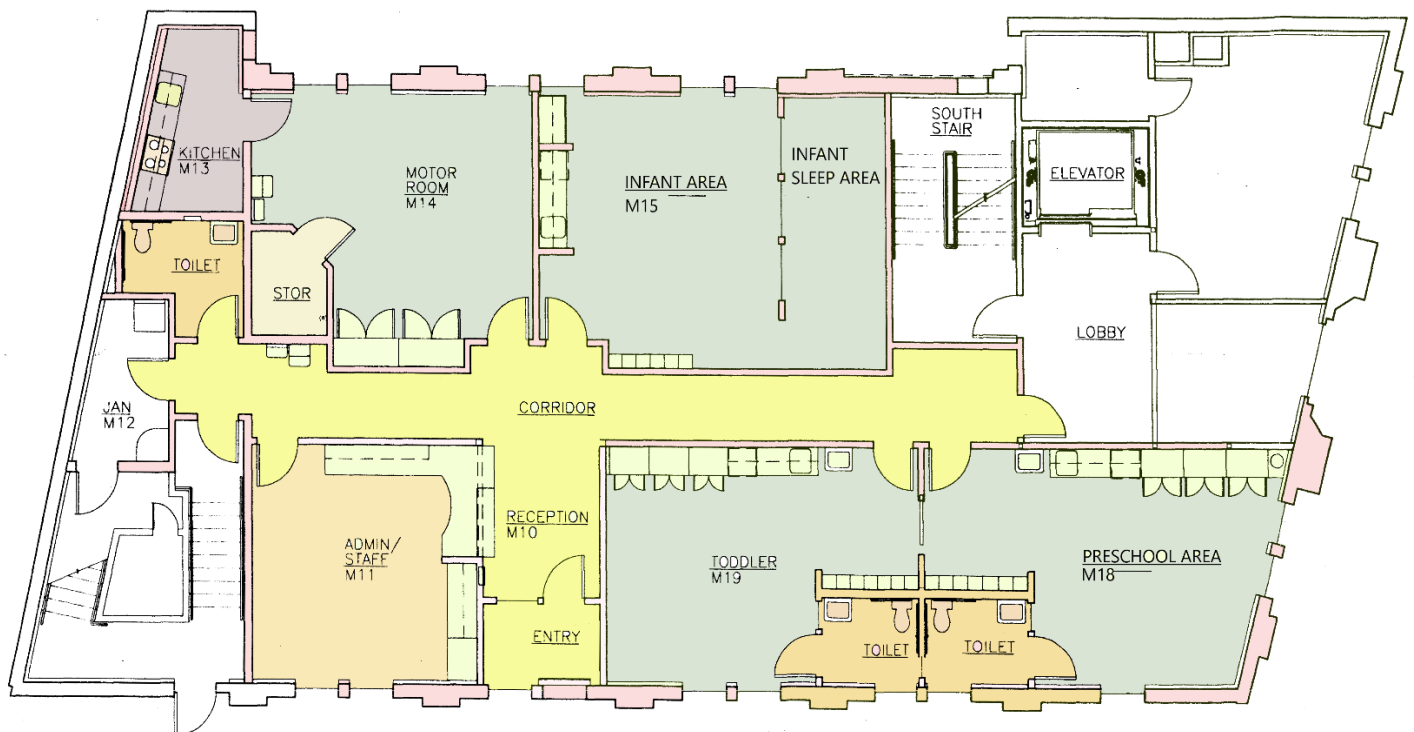 SOUTH
STAIR
KITCHEN
M13
MOTOR
ROOM
M14
INFANT AREA
M15
INFANT
SLEEP AREA
ELEVATOR
TOILET
STOR
LOBBY
JAN
M12
CORRIDOR
ADMIN/
STAFF
M11
RECEPTION
M10
TODDLER
M19
PRESCHOOL AREA
M18
ENTRY
TOILET
TOILET